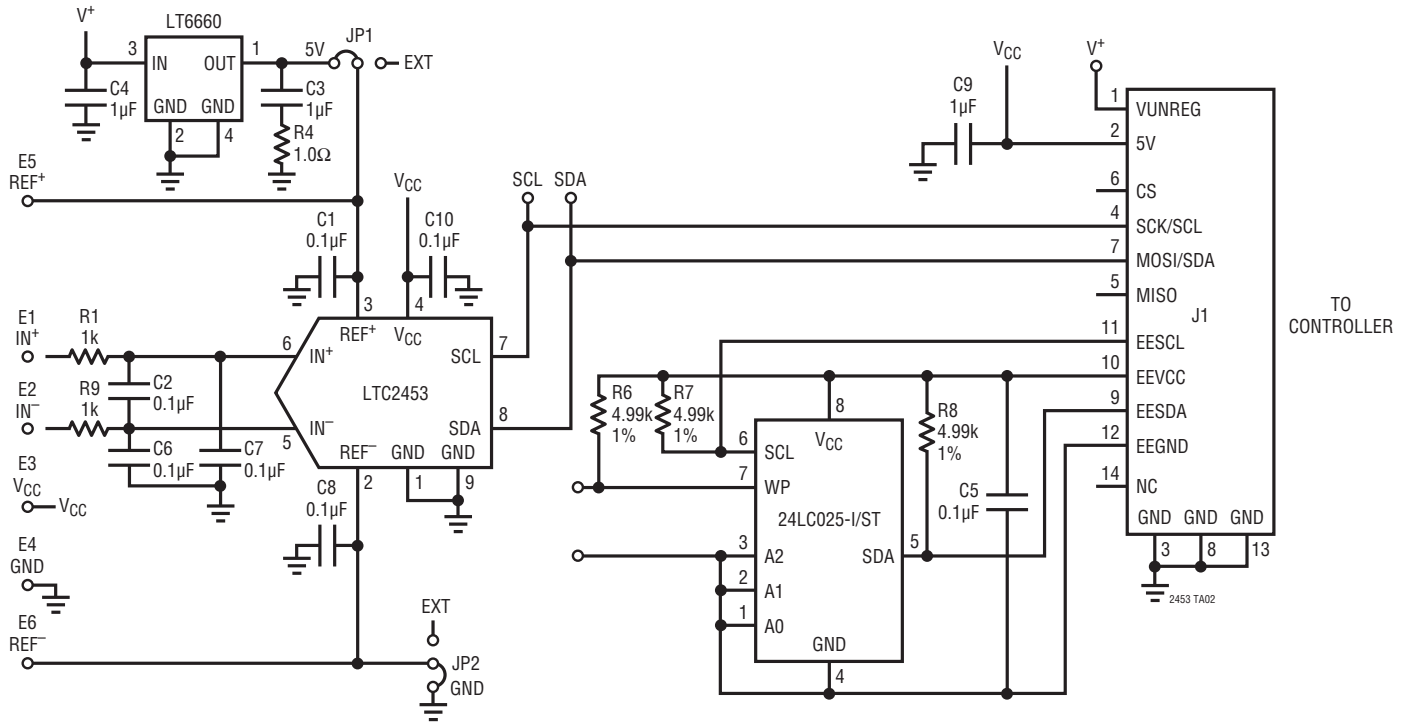 V+
LT6660
3
IN
OUT
1
5V
JP1
EXT
C4
1µF
GND
GND
2
4
C3
1µF
R4
1.0Ω
E5
REF+
C1
0.1µF
VCC
C10
0.1µF
SCL
SDA
3
4
REF+
VCC
E1
IN+
R1
1k
6
IN+
SCL
7
E2
IN−
R9
1k
C2
0.1µF
LTC2453
5
IN−
SDA
8
C6
0.1µF
C7
0.1µF
REF−
GND
GND
2
1
9
E3
VCC
VCC
C8
0.1µF
E4
GND
E6
REF−
EXT
JP2
GND
VCC
C9
1µF
V+
1
VUNREG
2
5V
6
CS
4
SCK/SCL
7
MOSI/SDA
5
MISO
J1
TO
CONTROLLER
11
EESCL
10
EEVCC
9
EESDA
12
EEGND
14
NC
GND
GND
GND
3
8
13
2453 TA02
R6
4.99k
1%
R7
4.99k
1%
8
VCC
R8
4.99k
1%
6
SCL
7
WP
24LC025-I/ST
C5
0.1µF
3
A2
5
SDA
2
A1
1
A0
GND
4